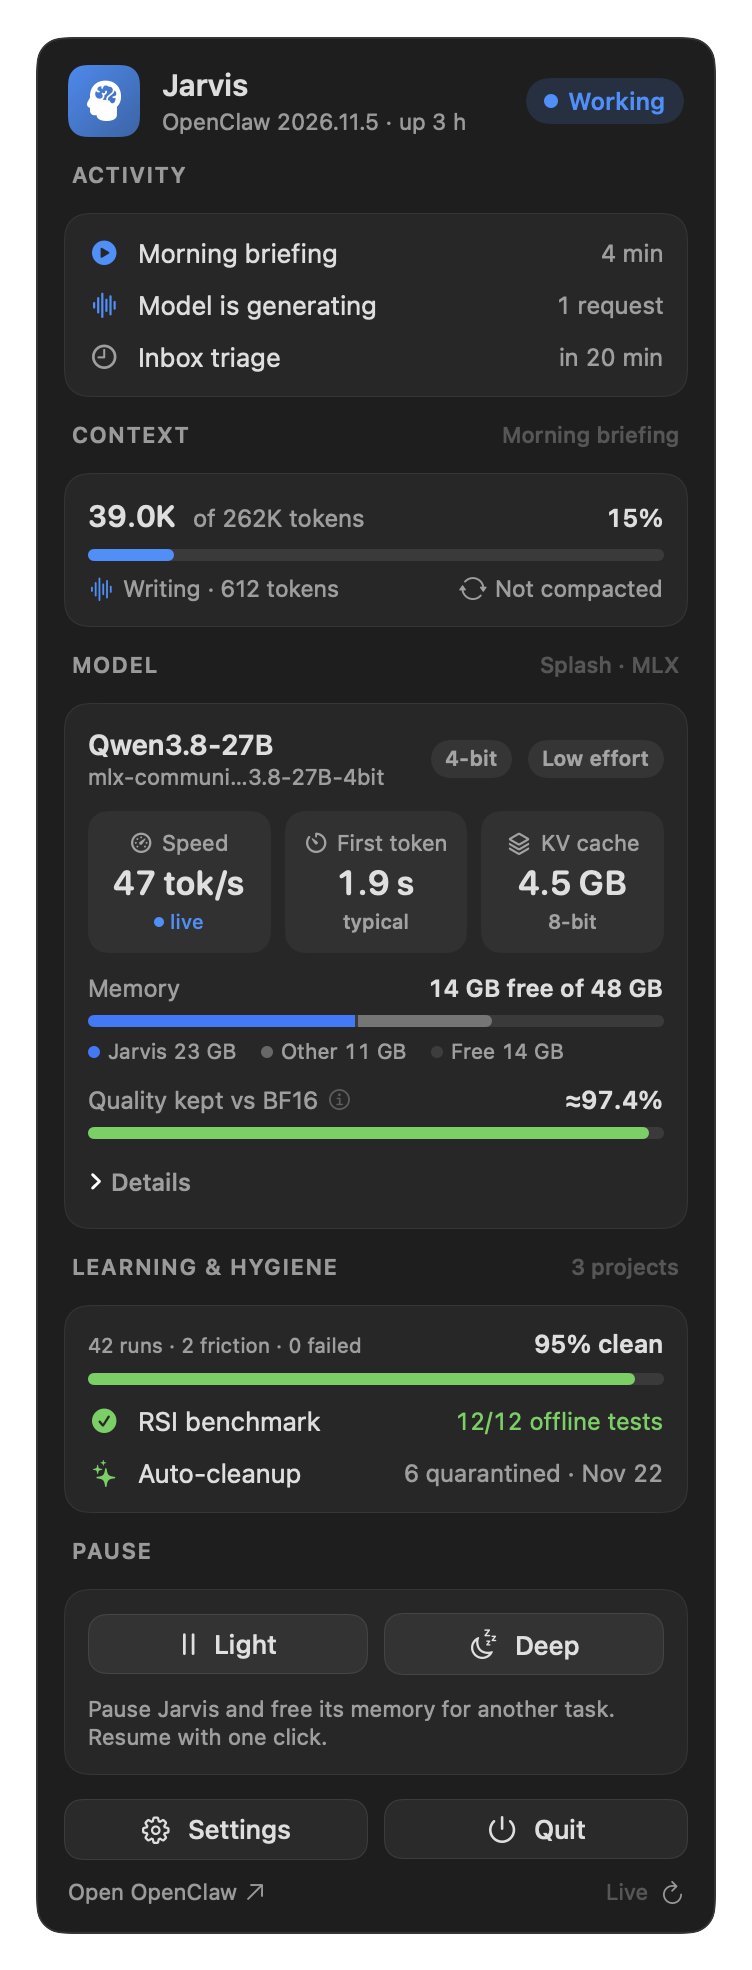 Jarvis
OpenClaw 2026.11.5 · up 3 h
Working
ACTIVITY
Morning briefing 4 min
Model is generating 1 request
Inbox triage in 20 min
CONTEXT Morning briefing
39.0K of 262K tokens 15%
Writing · 612 tokens Not compacted
MODEL Splash · MLX
Qwen3.8-27B
mlx-communi...3.8-27B-4bit
4-bit Low effort
Speed First token KV cache
47 tok/s 1.9 s 4.5 GB
live typical 8-bit
Memory 14 GB free of 48 GB
Jarvis 23 GB Other 11 GB Free 14 GB
Quality kept vs BF16 ≈97.4%
Details
LEARNING & HYGIENE 3 projects
42 runs · 2 friction · 0 failed 95% clean
RSI benchmark 12/12 offline tests
Auto-cleanup 6 quarantined · Nov 22
PAUSE
Light Deep
Pause Jarvis and free its memory for another task.
Resume with one click.
Settings Quit
Open OpenClaw Live